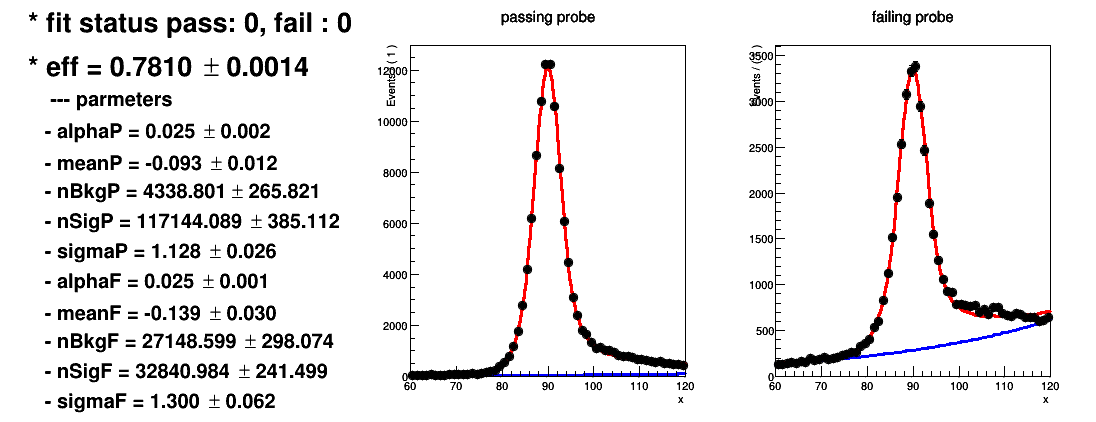 * fit status pass: 0, fail : 0
* eff = 0.7810 ± 0.0014
--- parmeters
- alphaP = 0.025 ± 0.002
- meanP = -0.093 ± 0.012
- nBkgP = 4338.801 ± 265.821
- nSigP = 117144.089 ± 385.112
- sigmaP = 1.128 ± 0.026
- alphaF = 0.025 ± 0.001
- meanF = -0.139 ± 0.030
- nBkgF = 27148.599 ± 298.074
- nSigF = 32840.984 ± 241.499
- sigmaF = 1.300 ± 0.062
passing probe
Events / ( 1 )
12000
10000
8000
6000
4000
2000
0
60 70 80 90 100 110 120
x
failing probe
Events / ( 1 )
3500
3000
2500
2000
1500
1000
500
0
60 70 80 90 100 110 120
x